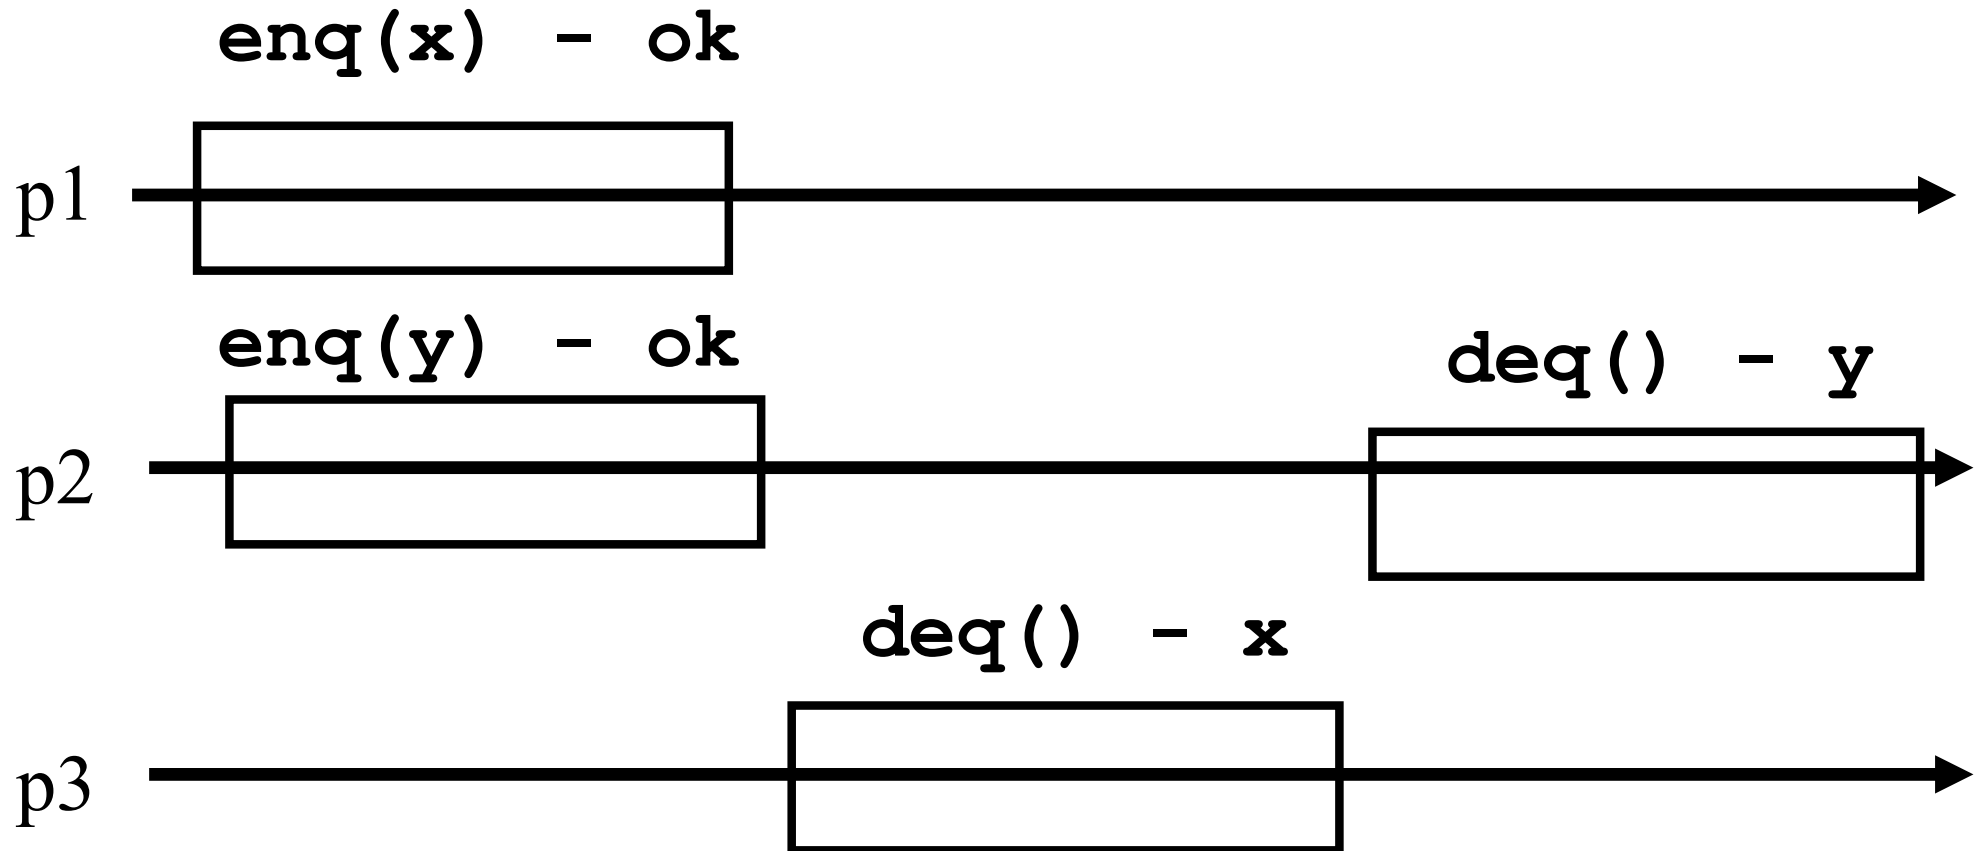 enq(x) - ok
p1
enq(y) - ok
deq() - y
p2
deq() - x
p3